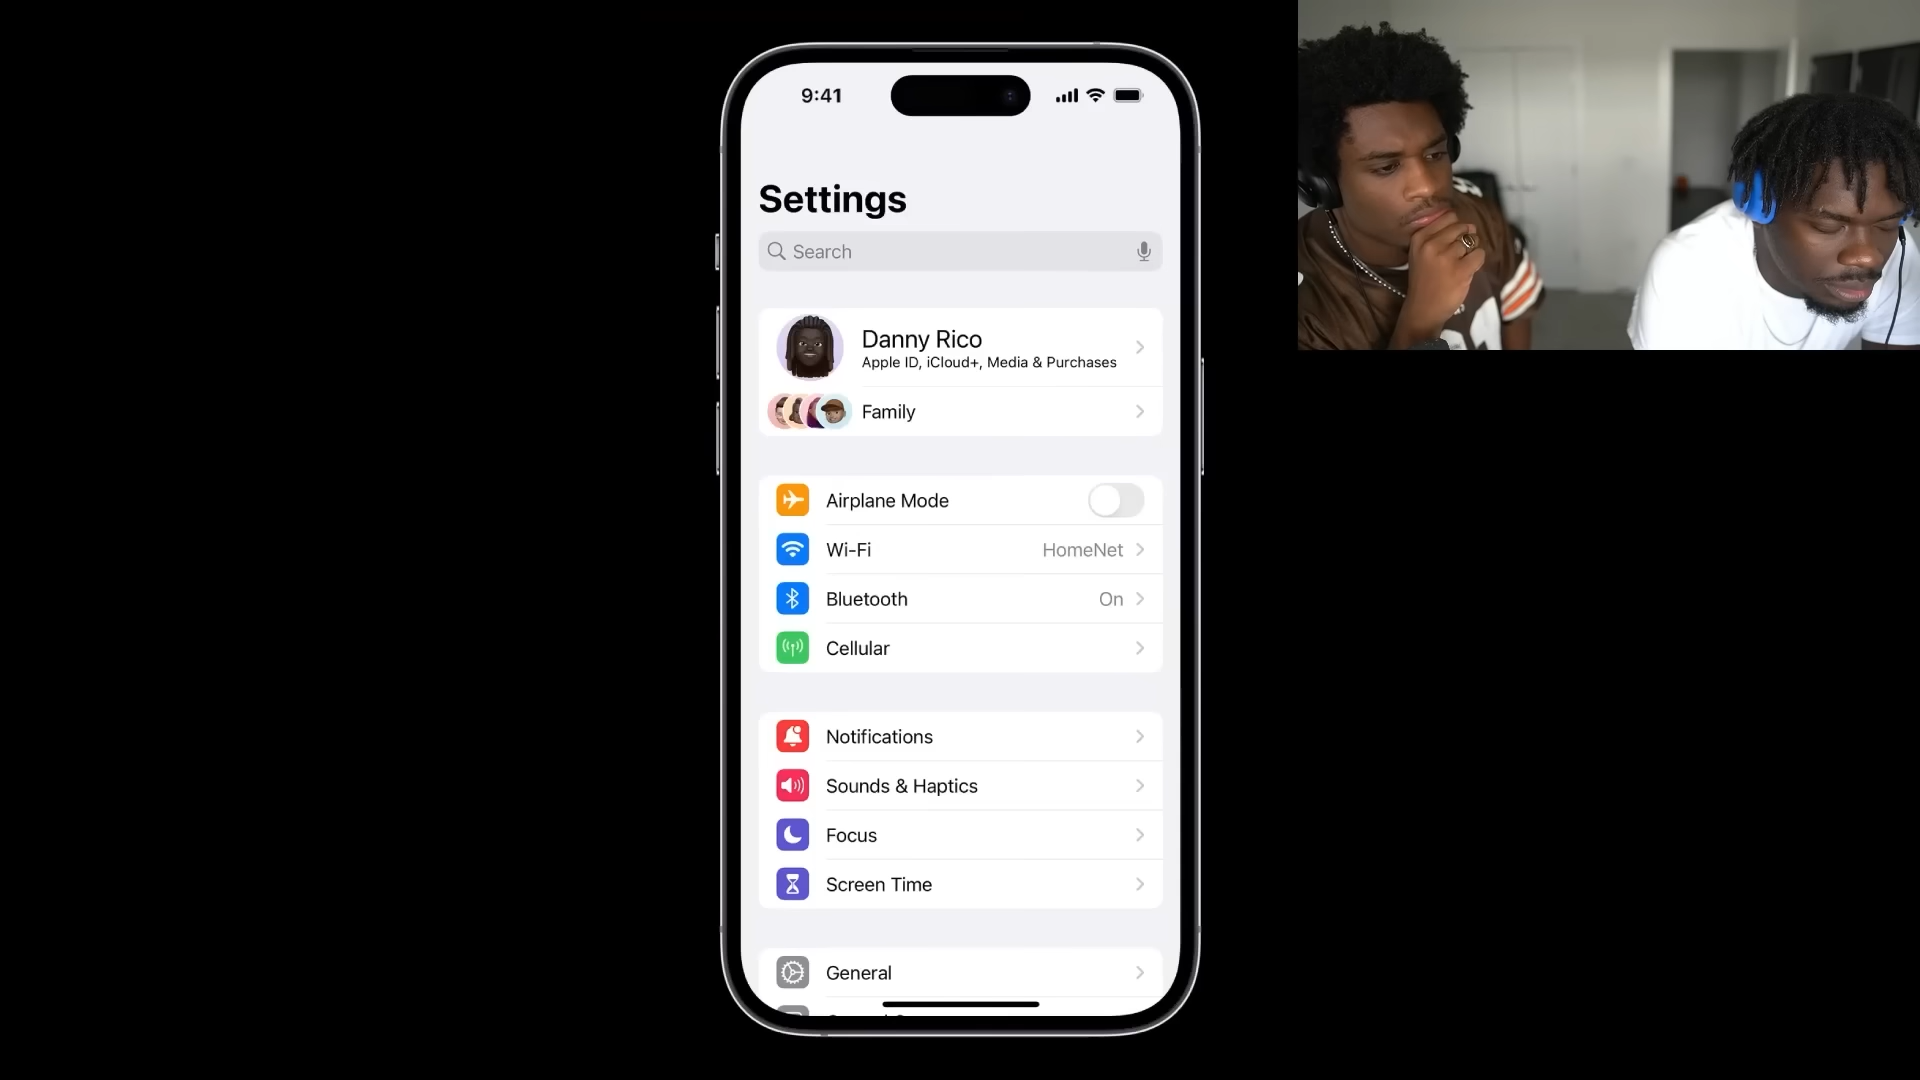 9:41
Settings
Search
Danny Rico
Apple ID, iCloud+, Media & Purchases
Family
Airplane Mode
Wi-Fi HomeNet
Bluetooth On
Cellular
Notifications
Sounds & Haptics
Focus
Screen Time
General